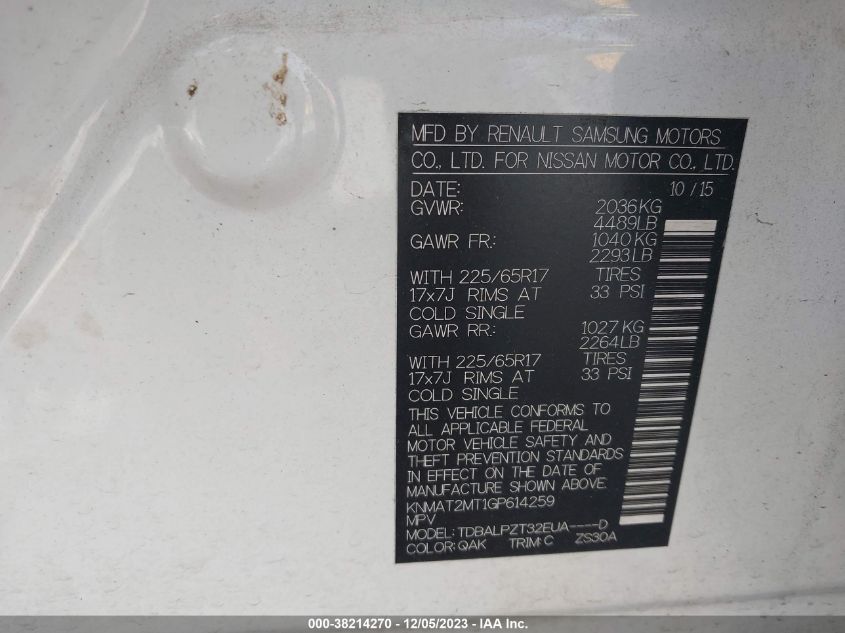 MFD BY RENAULT SAMSUNG MOTORS
CO., LTD. FOR NISSAN MOTOR CO., LTD.
DATE: 10 / 15
GVWR: 2036KG
4489LB
GAWR FR: 1040KG
2293LB
WITH 225/65R17 TIRES
17x7J RIMS AT 33 PSI
COLD SINGLE
GAWR RR: 1027KG
2264LB
WITH 225/65R17 TIRES
17x7J RIMS AT 33 PSI
COLD SINGLE
THIS VEHICLE CONFORMS TO
ALL APPLICABLE FEDERAL
MOTOR VEHICLE SAFETY AND
THEFT PREVENTION STANDARDS
IN EFFECT ON THE DATE OF
MANUFACTURE SHOWN ABOVE.
KNMAT2MT1GP614259
MPV
MODEL: TDBALPZT32EUA----D
COLOR: QAK TRIM: C ZS30A
000-38214270 - 12/05/2023 - IAA Inc.